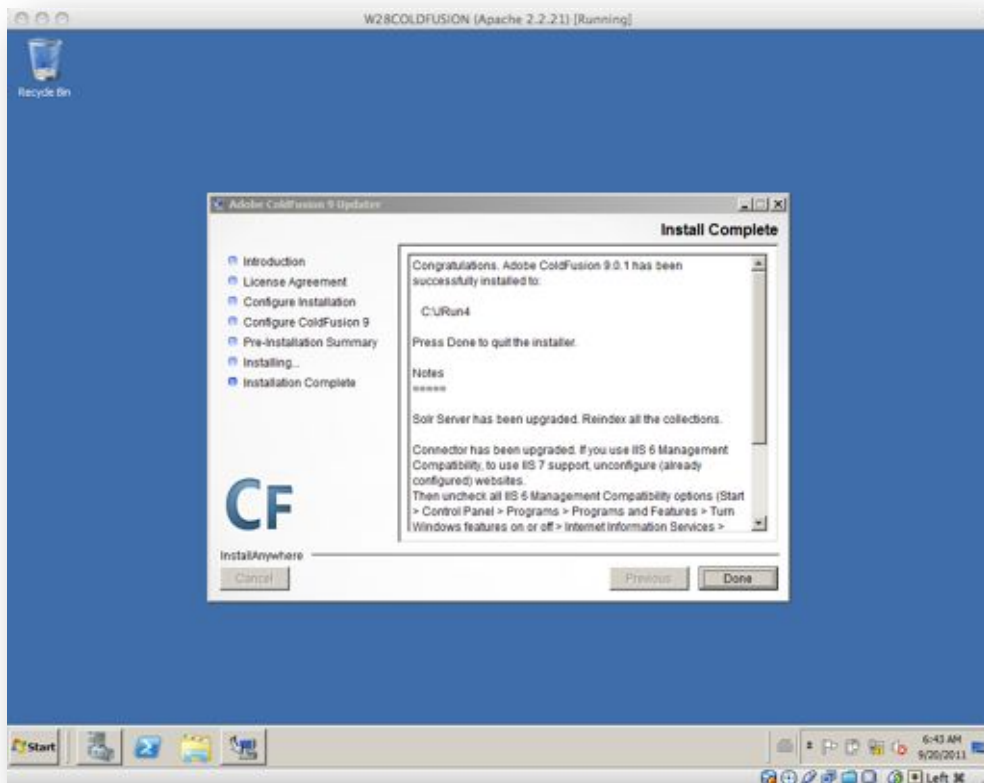 W28COLDFUSION (Apache 2.2.21) [Running]
Recycle Bin
Adobe ColdFusion 9 Updater
Install Complete
Introduction
License Agreement
Configure Installation
Configure ColdFusion 9
Pre-Installation Summary
Installing...
Installation Complete
Congratulations. Adobe ColdFusion 9.0.1 has been
successfully installed to:
C:\JRun4
Press Done to quit the installer.
Notes
=====
Solr Server has been upgraded. Reindex all the collections.
Connector has been upgraded. If you use IIS 6 Management
Compatibility, to use IIS 7 support, unconfigure (already
configured) websites.
Then uncheck all IIS 6 Management Compatibility options (Start
> Control Panel > Programs > Programs and Features > Turn
Windows features on or off > Internet Information Services >
CF
InstallAnywhere
Cancel
Previous
Done
Start
6:43 AM
9/20/2011
Left ⌘